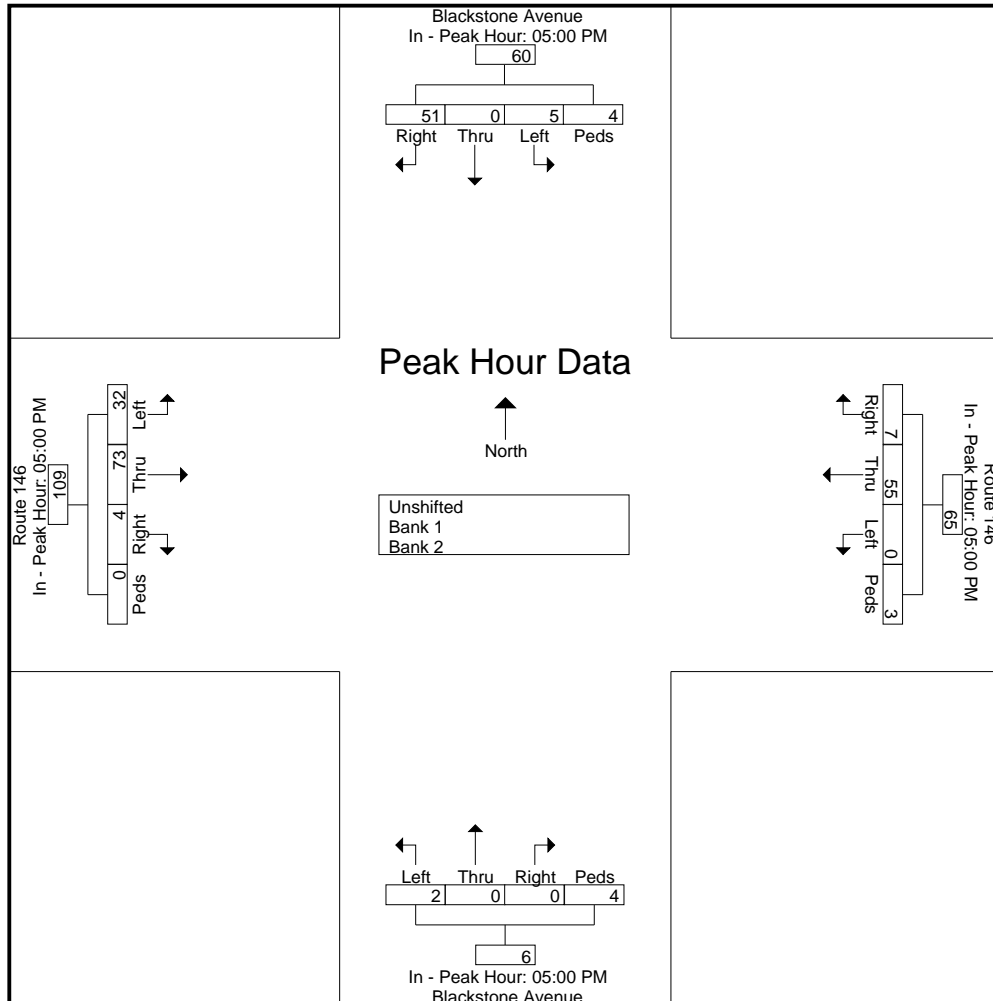 Blackstone Avenue
In - Peak Hour: 05:00 PM
60
51 0 5 4
Right Thru Left Peds
Peak Hour Data
North
Unshifted
Bank 1
Bank 2
Route 146
In - Peak Hour: 05:00 PM
109
32 73 4 0
Left Thru Right Peds
Route 146
In - Peak Hour: 05:00 PM
65
7 55 0 3
Right Thru Left Peds
Left Thru Right Peds
2 0 0 4
6
In - Peak Hour: 05:00 PM
Blackstone Avenue